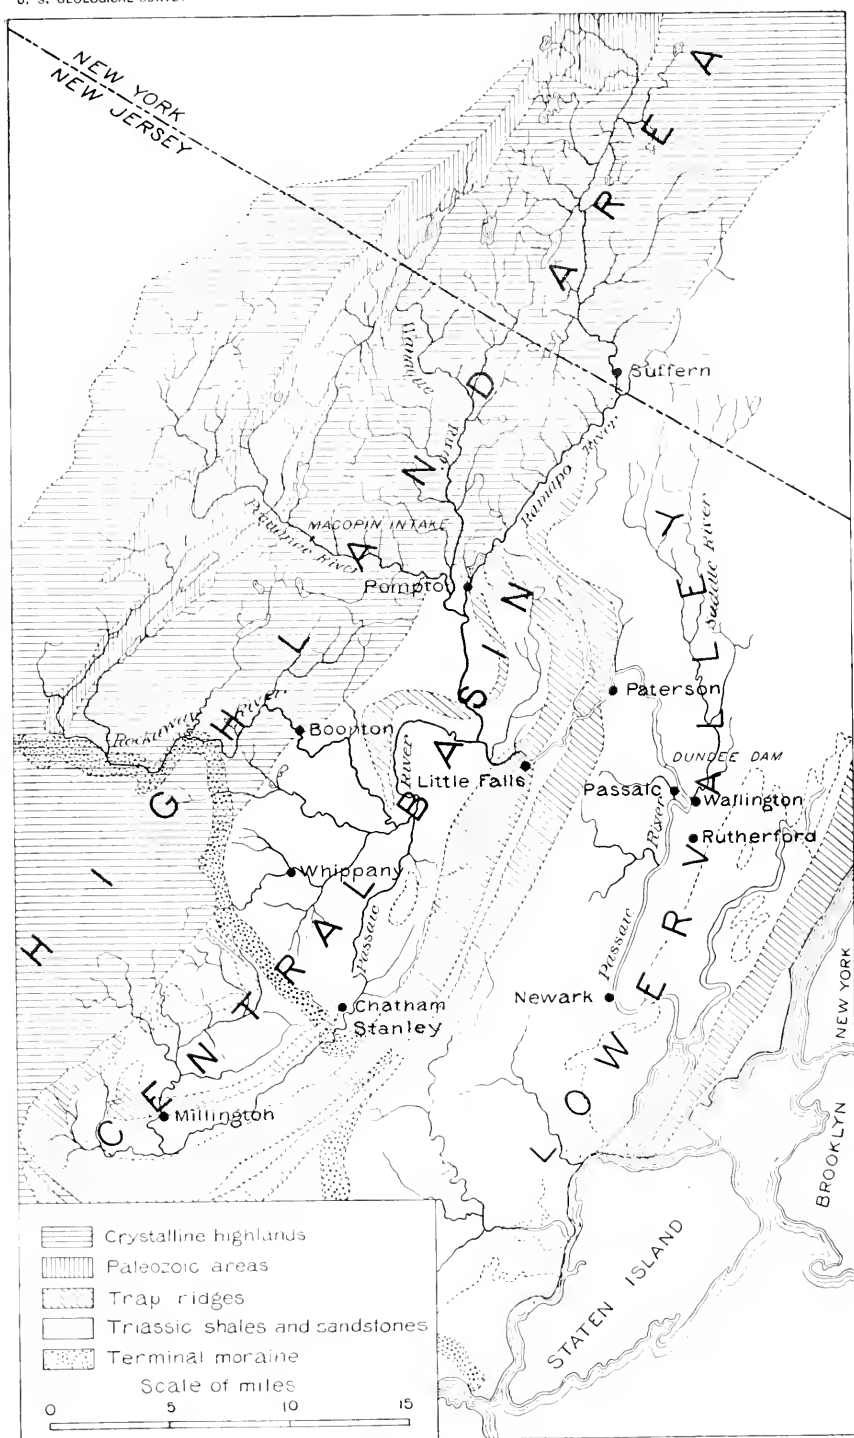 U. S. GEOLOGICAL SURVEY
NEW YORK
NEW JERSEY
HIGHLAND AREA
CENTRAL BASIN
LOWER VALLEY
Suffern
Wanaque
River
Ramapo River
Pequannoc River
MACOPIN INTAKE
Pompton
Saddle River
Paterson
Rockaway River
Boonton
River
Little Falls
DUNDEE DAM
Passaic
Wallington
River
Rutherford
Whippany
Passaic
Passaic
Newark
Chatham
Stanley
Millington
NEW YORK
BROOKLYN
STATEN ISLAND
Crystalline highlands
Paleozoic areas
Trap ridges
Triassic shales and sandstones
Terminal moraine
Scale of miles
0 5 10 15